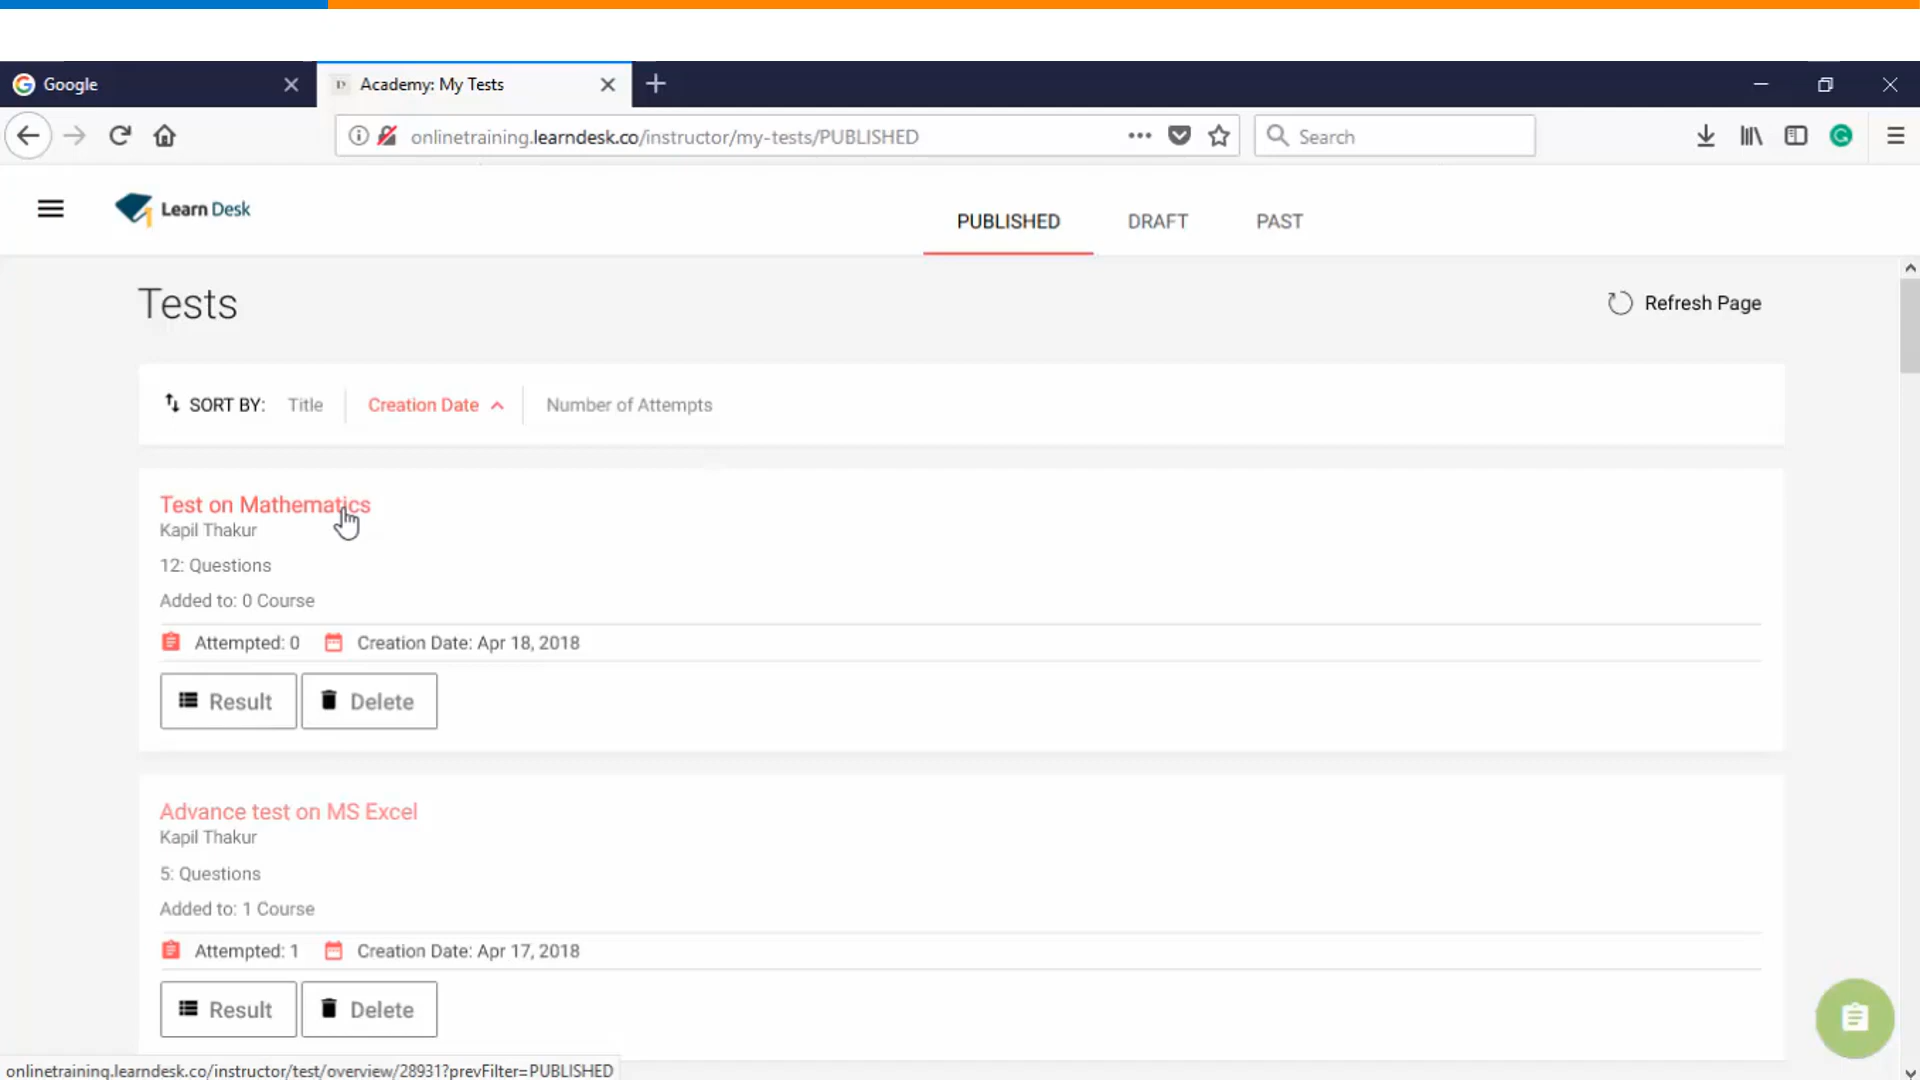 Google
Academy: My Tests
onlinetraining.learndesk.co/instructor/my-tests/PUBLISHED
Search
Learn Desk
PUBLISHED
DRAFT
PAST
Tests
Refresh Page
SORT BY: Title Creation Date Number of Attempts
Test on Mathematics
Kapil Thakur
12: Questions
Added to: 0 Course
Attempted: 0 Creation Date: Apr 18, 2018
Result Delete
Advance test on MS Excel
Kapil Thakur
5: Questions
Added to: 1 Course
Attempted: 1 Creation Date: Apr 17, 2018
Result Delete
onlinetraining.learndesk.co/instructor/test/overview/28931?prevFilter=PUBLISHED